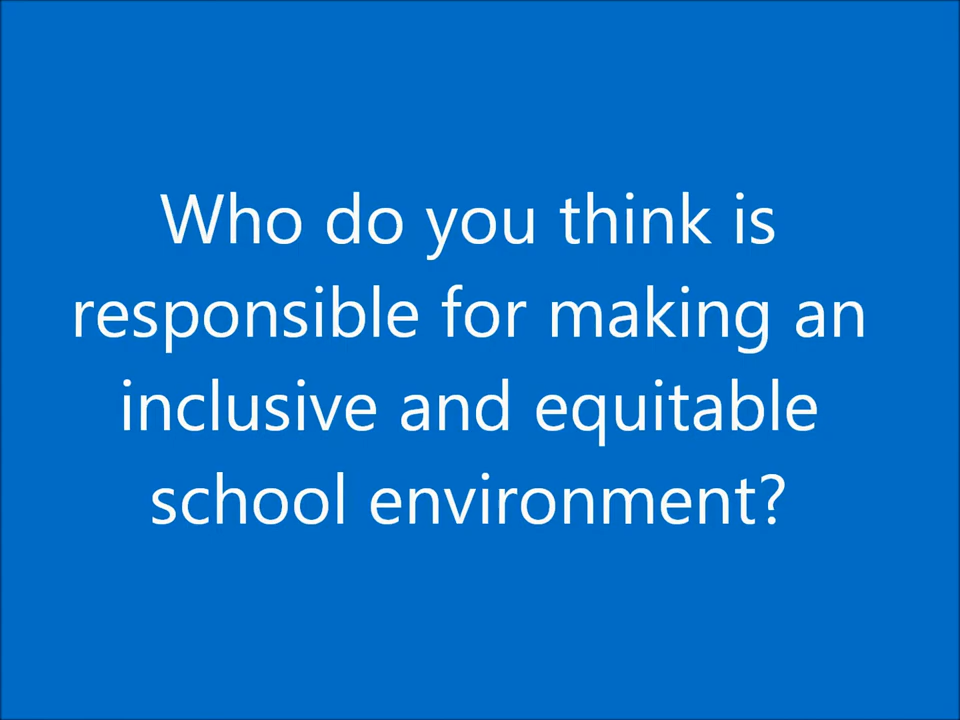 Who do you think is
responsible for making an
inclusive and equitable
school environment?